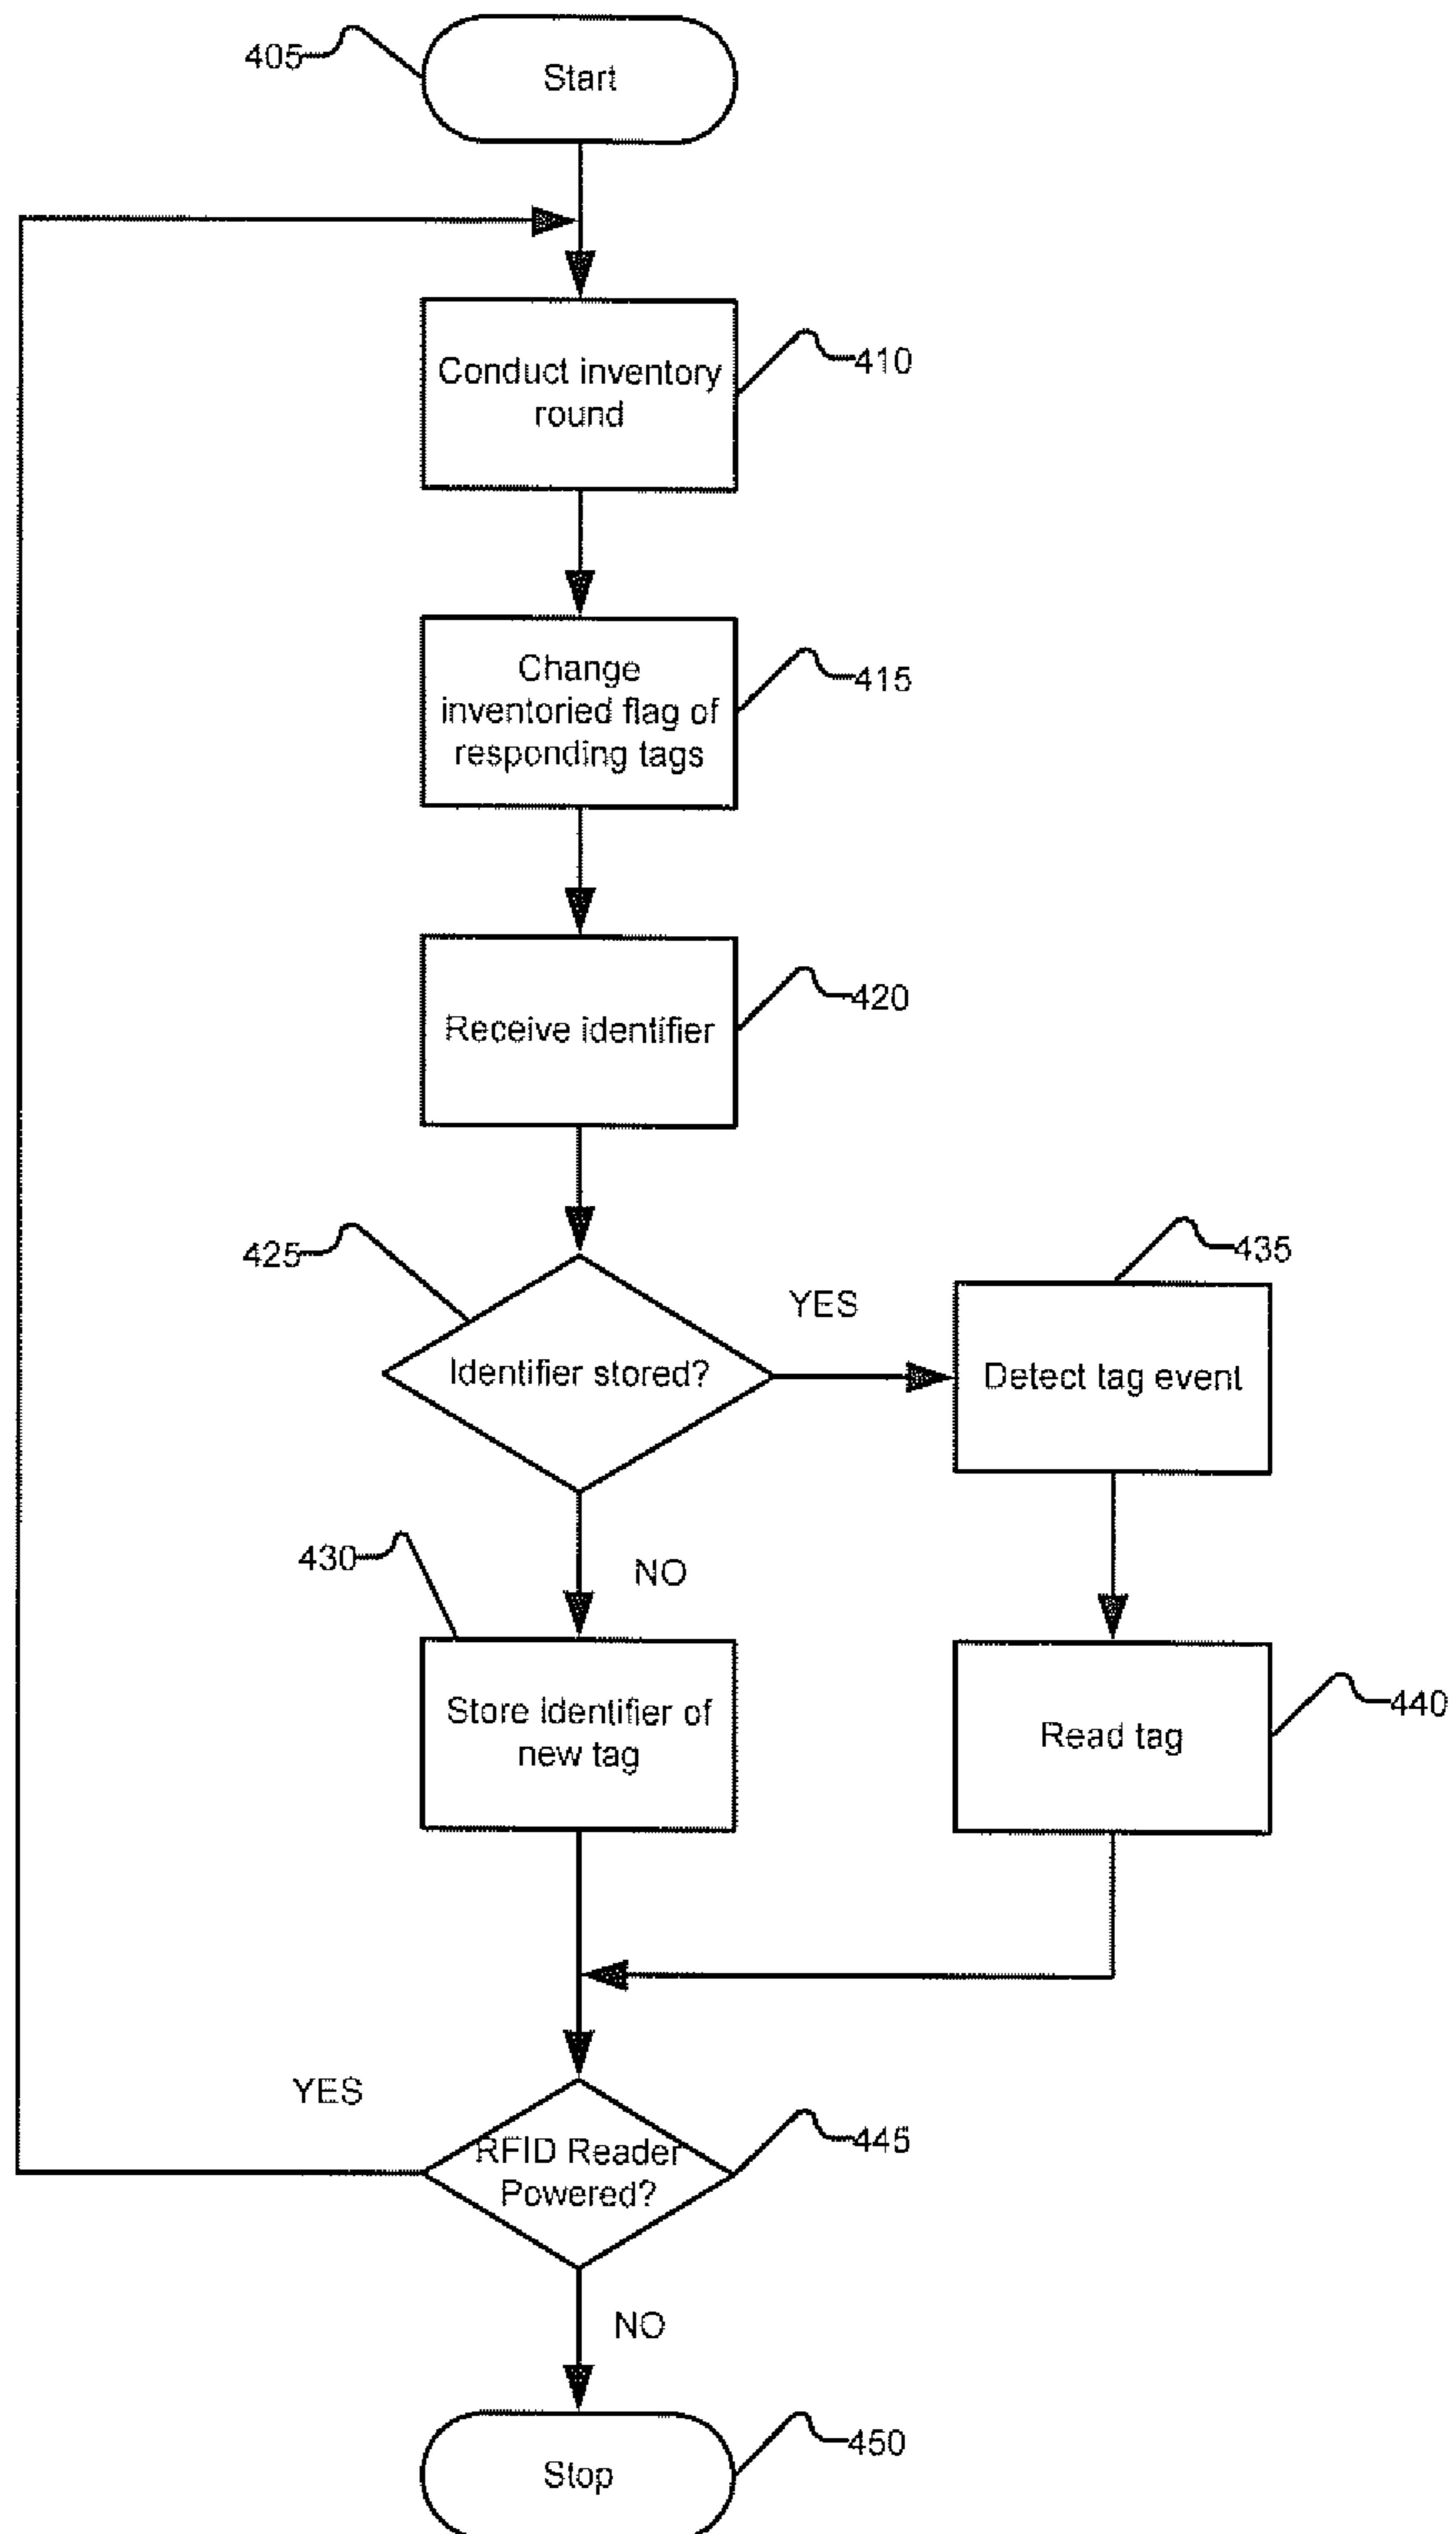 405
Start
Conduct inventory
round
410
Change
inventoried flag of
responding tags
415
Receive identifier
420
425
Identifier stored?
YES
435
Detect tag event
430
NO
Store identifier of
new tag
Read tag
440
YES
RFID Reader
Powered?
445
NO
Stop
450